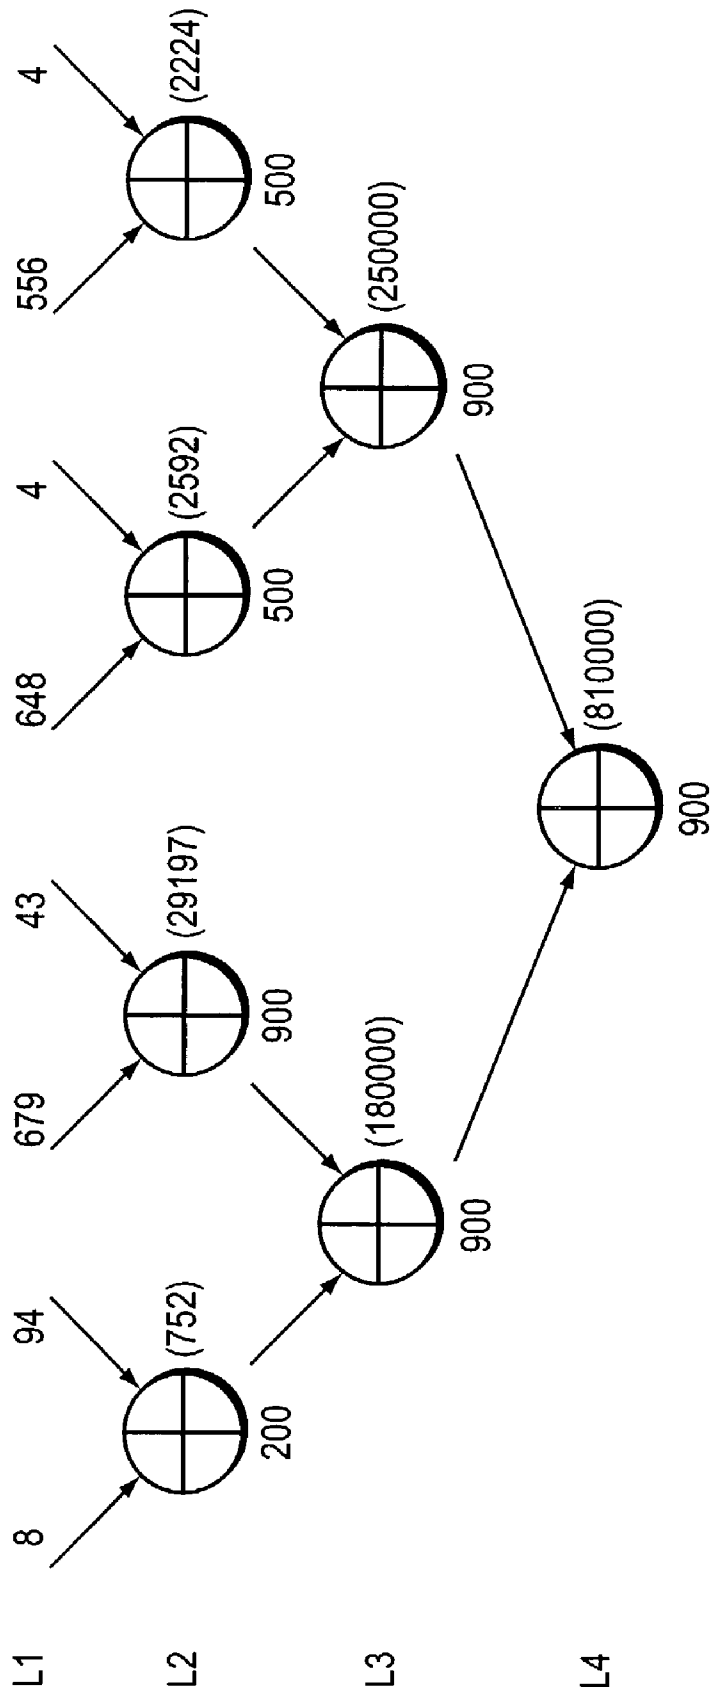 L1 8 94 679 43 648 4 556 4
L2 (752) (29197) (2592) (2224)
200 900 500 500
L3 (180000) (250000)
900 900
L4 (810000)
900